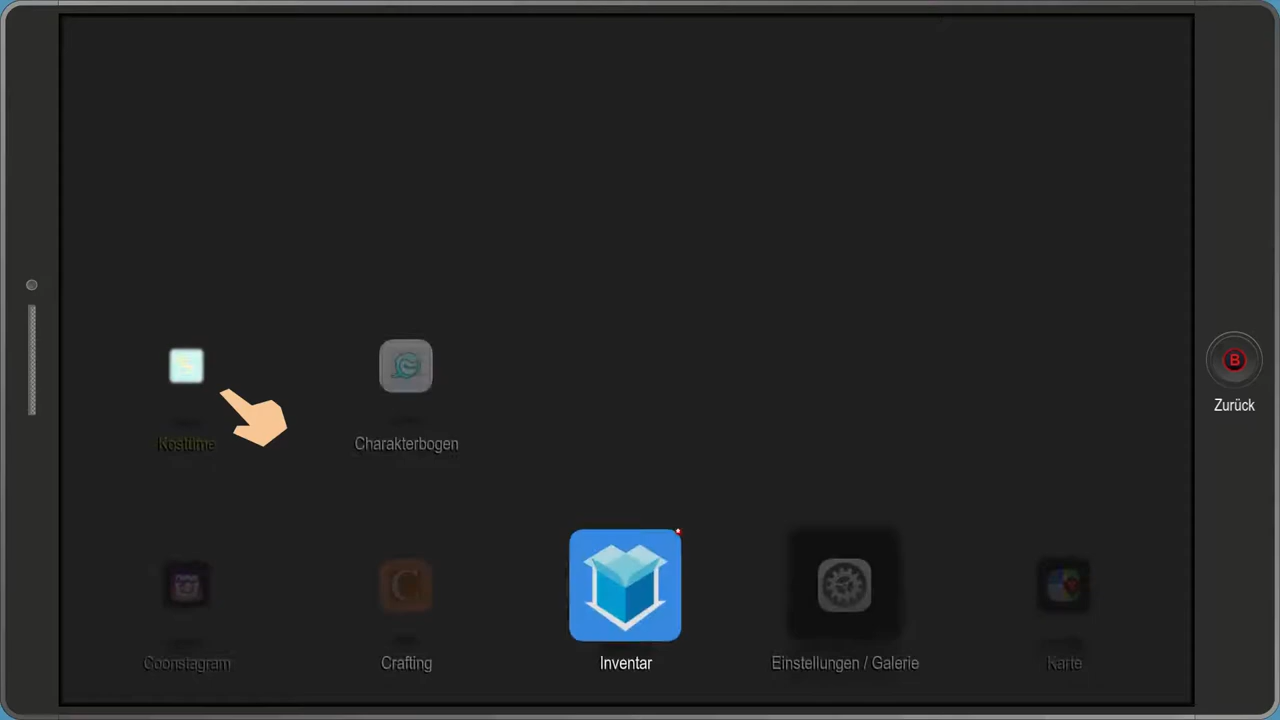 B
Zurück
Kostüme
Charakterbogen
C
Coonstagram
Crafting
Inventar
Einstellungen / Galerie
Karte